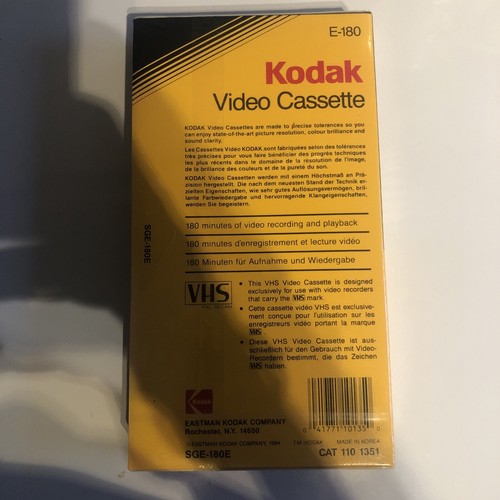 E-180
Kodak
Video Cassette
KODAK Video Cassettes are made to precise tolerances so you
can enjoy state-of-the-art picture resolution, colour brilliance and
sound clarity.
Les Cassettes Video KODAK sont fabriquées selon des tolérances
très précises pour vous faire bénéficier des progrès techniques
les plus récents dans le domaine de la résolution de l'image,
de la brillance des couleurs et de la pureté du son.
KODAK Video Cassetten werden mit einem Höchstmaß an Prä-
zision hergestellt. Die nach dem neuesten Stand der Technik er-
zielten Eigenschaften, wie sehr gutes Auflösungsvermögen, bril-
lante Farbwiedergabe und hervorragende Klangeigenschaften,
werden Sie begeistern.
180 minutes of video recording and playback
180 minutes d'enregistrement et lecture vidéo
180 Minuten für Aufnahme und Wiedergabe
SGE-180E
VHS
• This VHS Video Cassette is designed
exclusively for use with video recorders
that carry the VHS mark.
• Cette cassette vidéo VHS est exclusive-
ment conçue pour l'utilisation sur les
enregistreurs vidéo portant la marque
VHS.
• Diese VHS Video Cassette ist aus-
schließlich für den Gebrauch mit Video-
Recordern bestimmt, die das Zeichen
VHS haben.
Kodak
EASTMAN KODAK COMPANY
Rochester, N.Y. 14650
© EASTMAN KODAK COMPANY, 1984 TM:KODAK MADE IN KOREA
SGE-180E
0 41771 10135 0
CAT 110 1351